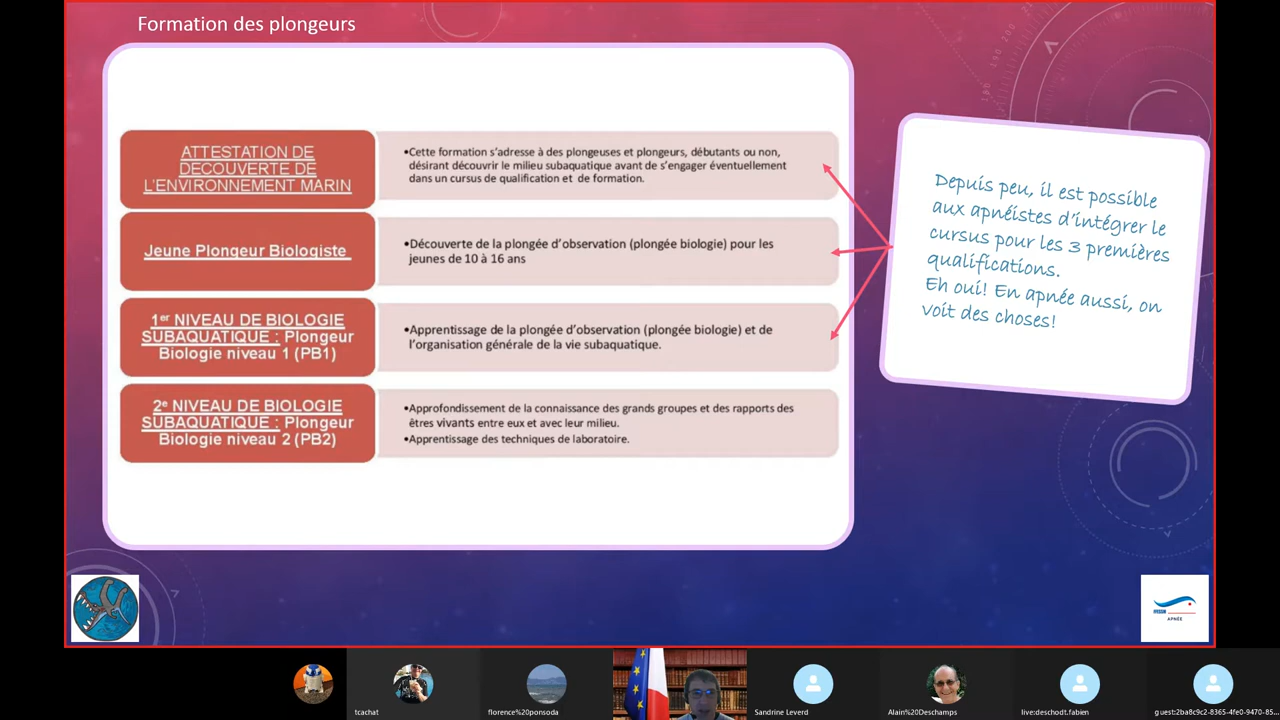 Formation des plongeurs
ATTESTATION DE
DECOUVERTE DE
L'ENVIRONNEMENT MARIN
•Cette formation s'adresse à des plongeuses et plongeurs, débutants ou non,
désirant découvrir le milieu subaquatique avant de s'engager éventuellement
dans un cursus de qualification et de formation.
Jeune Plongeur Biologiste
•Découverte de la plongée d'observation (plongée biologie) pour les
jeunes de 10 à 16 ans
1er NIVEAU DE BIOLOGIE
SUBAQUATIQUE : Plongeur
Biologie niveau 1 (PB1)
•Apprentissage de la plongée d'observation (plongée biologie) et de
l'organisation générale de la vie subaquatique.
2e NIVEAU DE BIOLOGIE
SUBAQUATIQUE : Plongeur
Biologie niveau 2 (PB2)
•Approfondissement de la connaissance des grands groupes et des rapports des
êtres vivants entre eux et avec leur milieu.
•Apprentissage des techniques de laboratoire.
Depuis peu, il est possible
aux apnéistes d'intégrer le
cursus pour les 3 premières
qualifications.
Eh oui! En apnée aussi, on
voit des choses!
FFESSM
APNÉE
tcachat
florence%20ponsoda
Sandrine Leverd
Alain%20Deschamps
live:deschodt.fabien
guest:2ba8c9c2-8365-4fe0-9470-85...